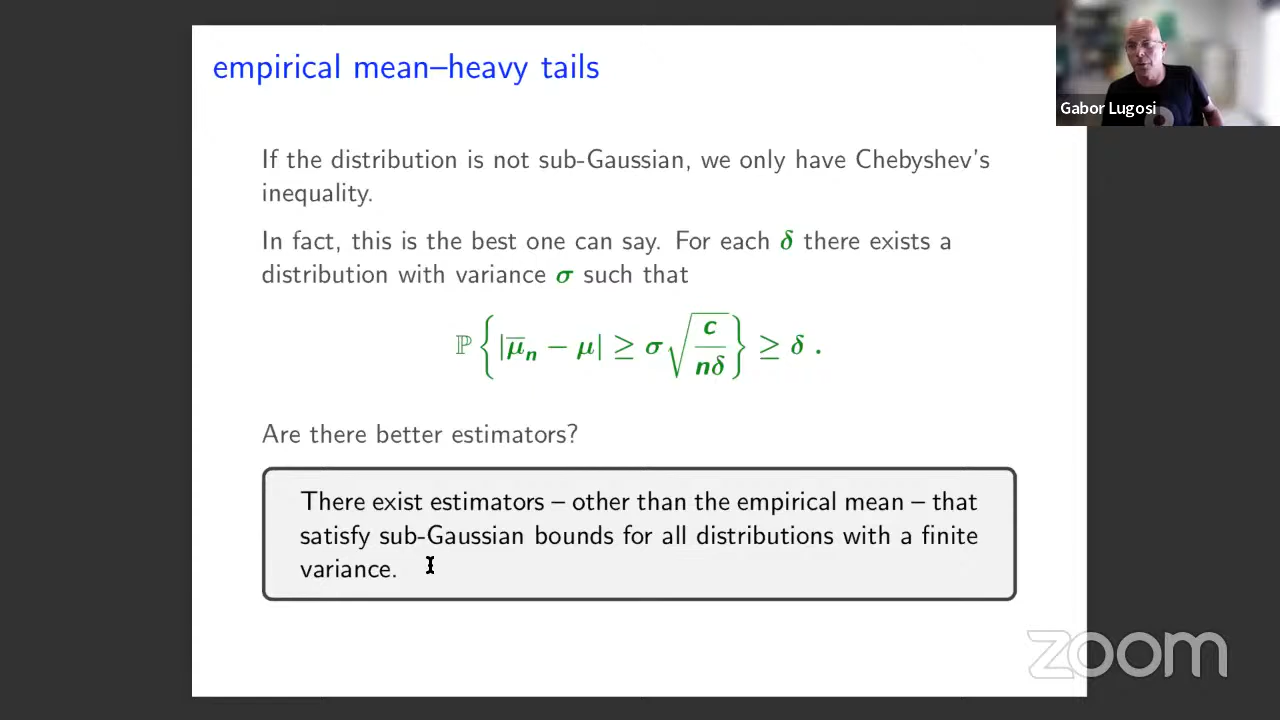 empirical mean–heavy tails
Gabor Lugosi
If the distribution is not sub-Gaussian, we only have Chebyshev's
inequality.
In fact, this is the best one can say. For each δ there exists a
distribution with variance σ such that
ℙ{|μ̅ₙ − μ| ≥ σ√(c/(nδ))} ≥ δ .
Are there better estimators?
There exist estimators – other than the empirical mean – that
satisfy sub-Gaussian bounds for all distributions with a finite
variance.
zoom